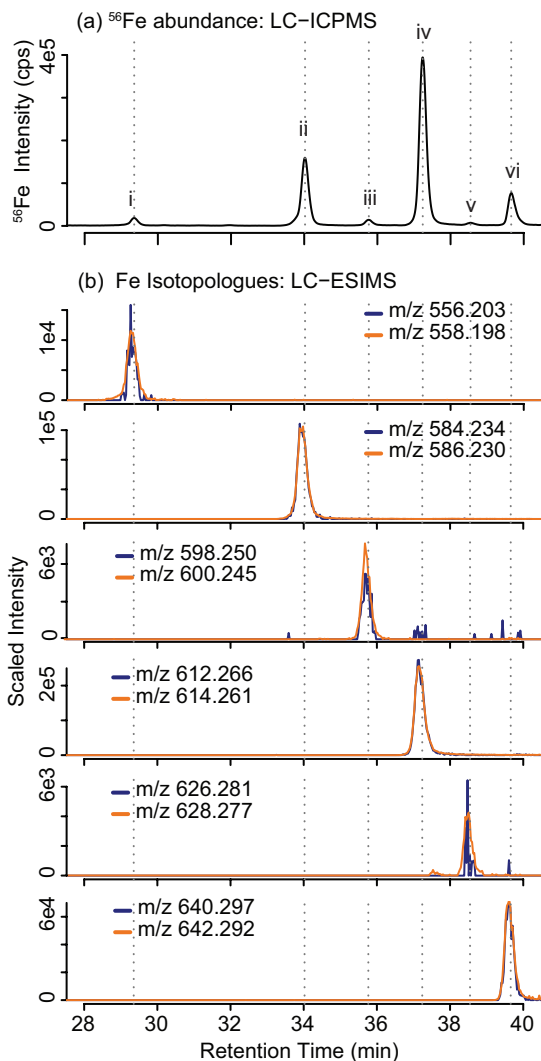 (a) ⁵⁶Fe abundance: LC−ICPMS
⁵⁶Fe Intensity (cps)
4e5
0
i
ii
iii
iv
v
vi
(b) Fe Isotopologues: LC−ESIMS
Scaled Intensity
1e4
0
m/z 556.203
m/z 558.198
1e5
0
m/z 584.234
m/z 586.230
6e3
0
m/z 598.250
m/z 600.245
2e5
0
m/z 612.266
m/z 614.261
6e3
0
m/z 626.281
m/z 628.277
6e4
0
m/z 640.297
m/z 642.292
28 30 32 34 36 38 40
Retention Time (min)